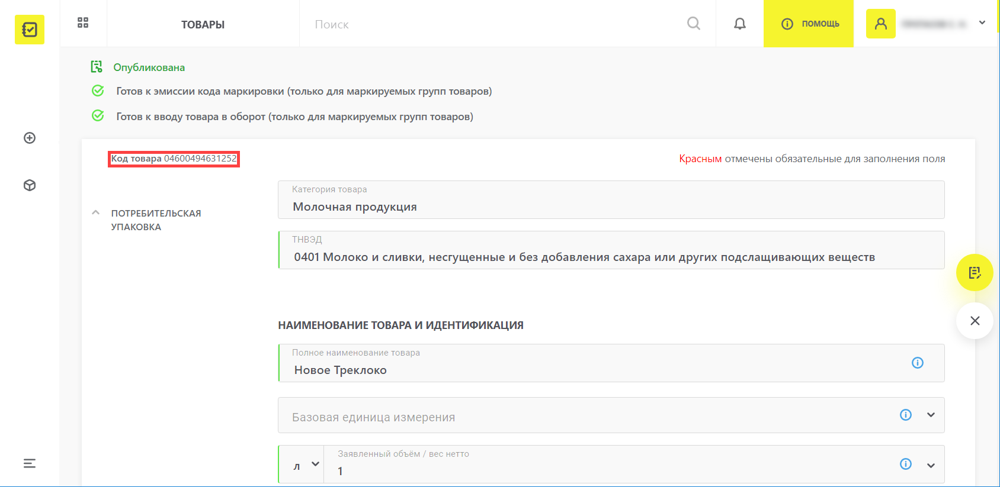 ТОВАРЫ
Поиск
ПОМОЩЬ
Опубликована
Готов к эмиссии кода маркировки (только для маркируемых групп товаров)
Готов к вводу товара в оборот (только для маркируемых групп товаров)
Код товара 04600494631252
Красным отмечены обязательные для заполнения поля
ПОТРЕБИТЕЛЬСКАЯ
УПАКОВКА
Категория товара
Молочная продукция
ТНВЭД
0401 Молоко и сливки, несгущенные и без добавления сахара или других подслащивающих веществ
НАИМЕНОВАНИЕ ТОВАРА И ИДЕНТИФИКАЦИЯ
Полное наименование товара
Новое Треклоко
Базовая единица измерения
л
Заявленный объём / вес нетто
1